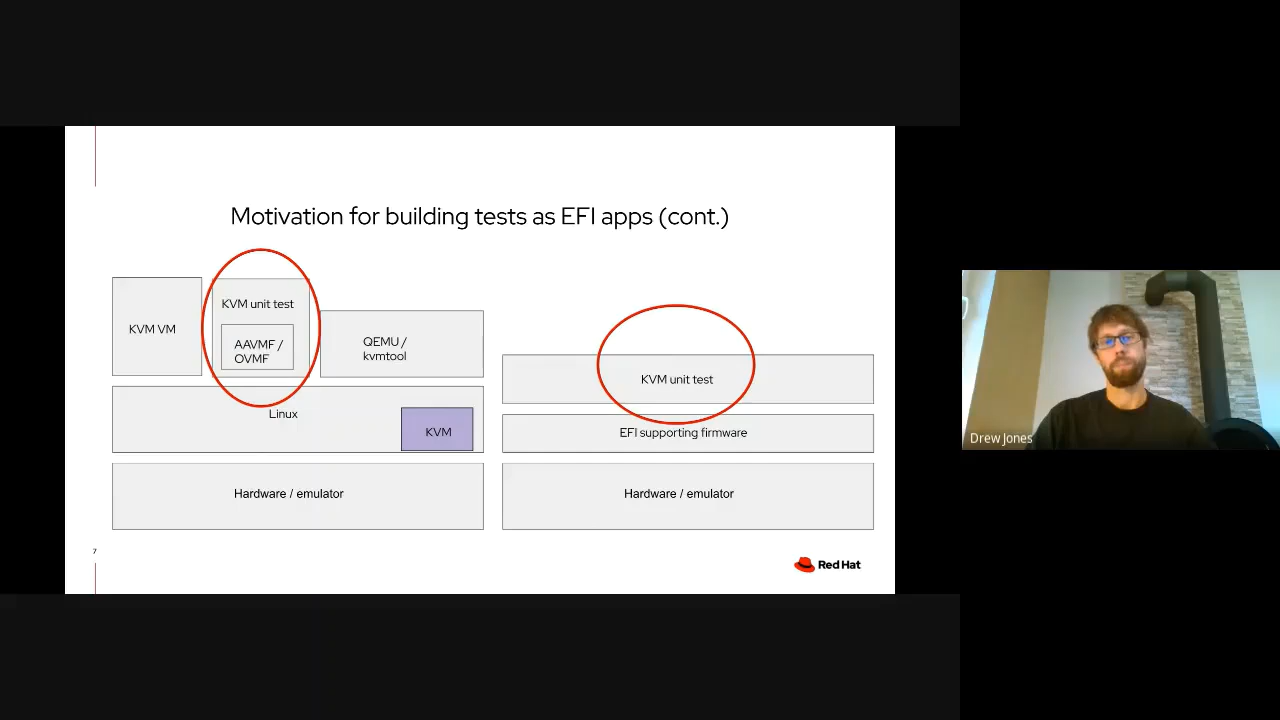 Motivation for building tests as EFI apps (cont.)
KVM VM
KVM unit test
AAVMF /
OVMF
QEMU /
kvmtool
Linux
KVM
Hardware / emulator
KVM unit test
EFI supporting firmware
Hardware / emulator
7
Red Hat
Drew Jones